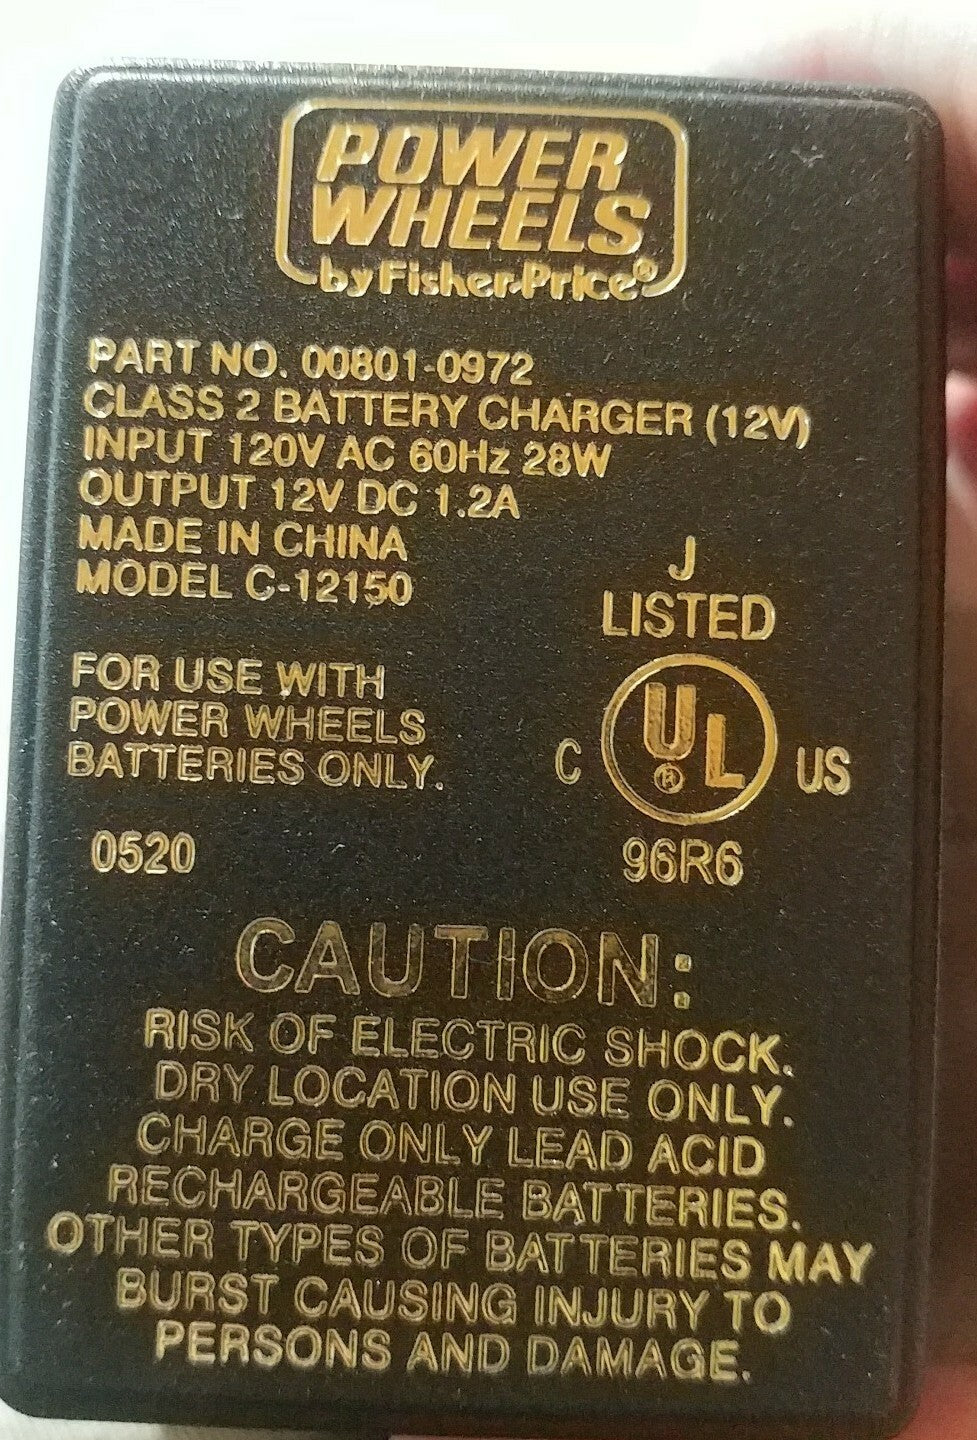 POWER
WHEELS
by Fisher-Price®
PART NO. 00801-0972
CLASS 2 BATTERY CHARGER (12V)
INPUT 120V AC 60Hz 28W
OUTPUT 12V DC 1.2A
MADE IN CHINA
MODEL C-12150
J
LISTED
FOR USE WITH
POWER WHEELS
BATTERIES ONLY.
C UL® US
0520
96R6
CAUTION:
RISK OF ELECTRIC SHOCK.
DRY LOCATION USE ONLY.
CHARGE ONLY LEAD ACID
RECHARGEABLE BATTERIES.
OTHER TYPES OF BATTERIES MAY
BURST CAUSING INJURY TO
PERSONS AND DAMAGE.